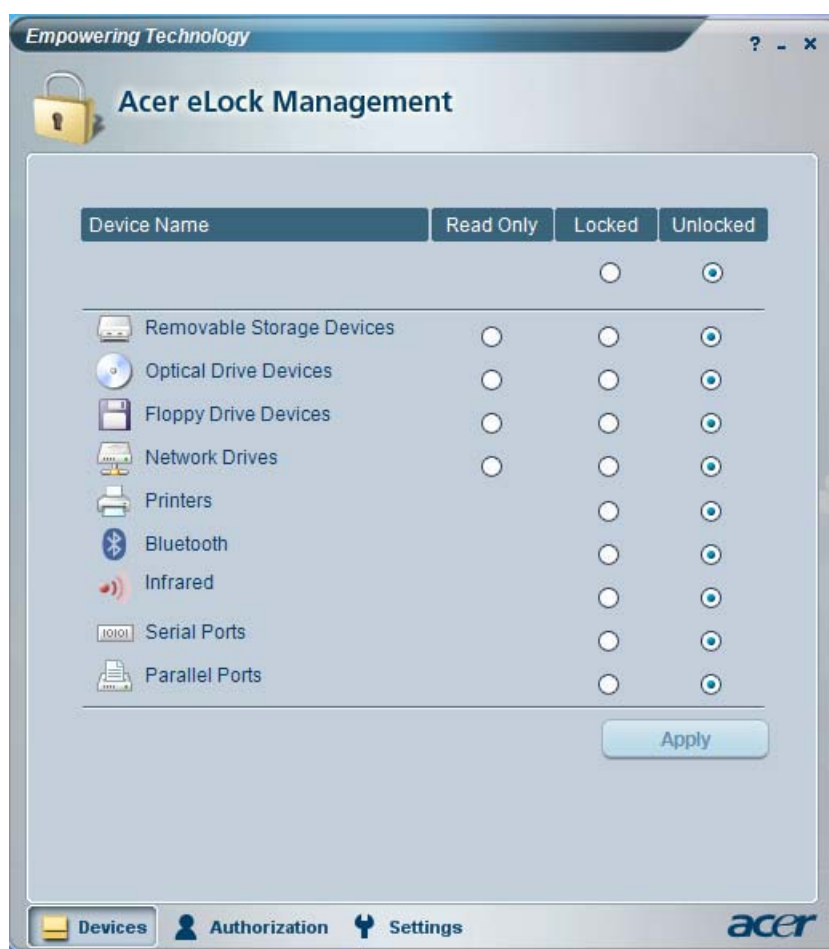 Empowering Technology
? - ×
Acer eLock Management
Device Name Read Only Locked Unlocked
Removable Storage Devices
Optical Drive Devices
Floppy Drive Devices
Network Drives
Printers
Bluetooth
Infrared
10101 Serial Ports
Parallel Ports
Apply
Devices Authorization Settings acer